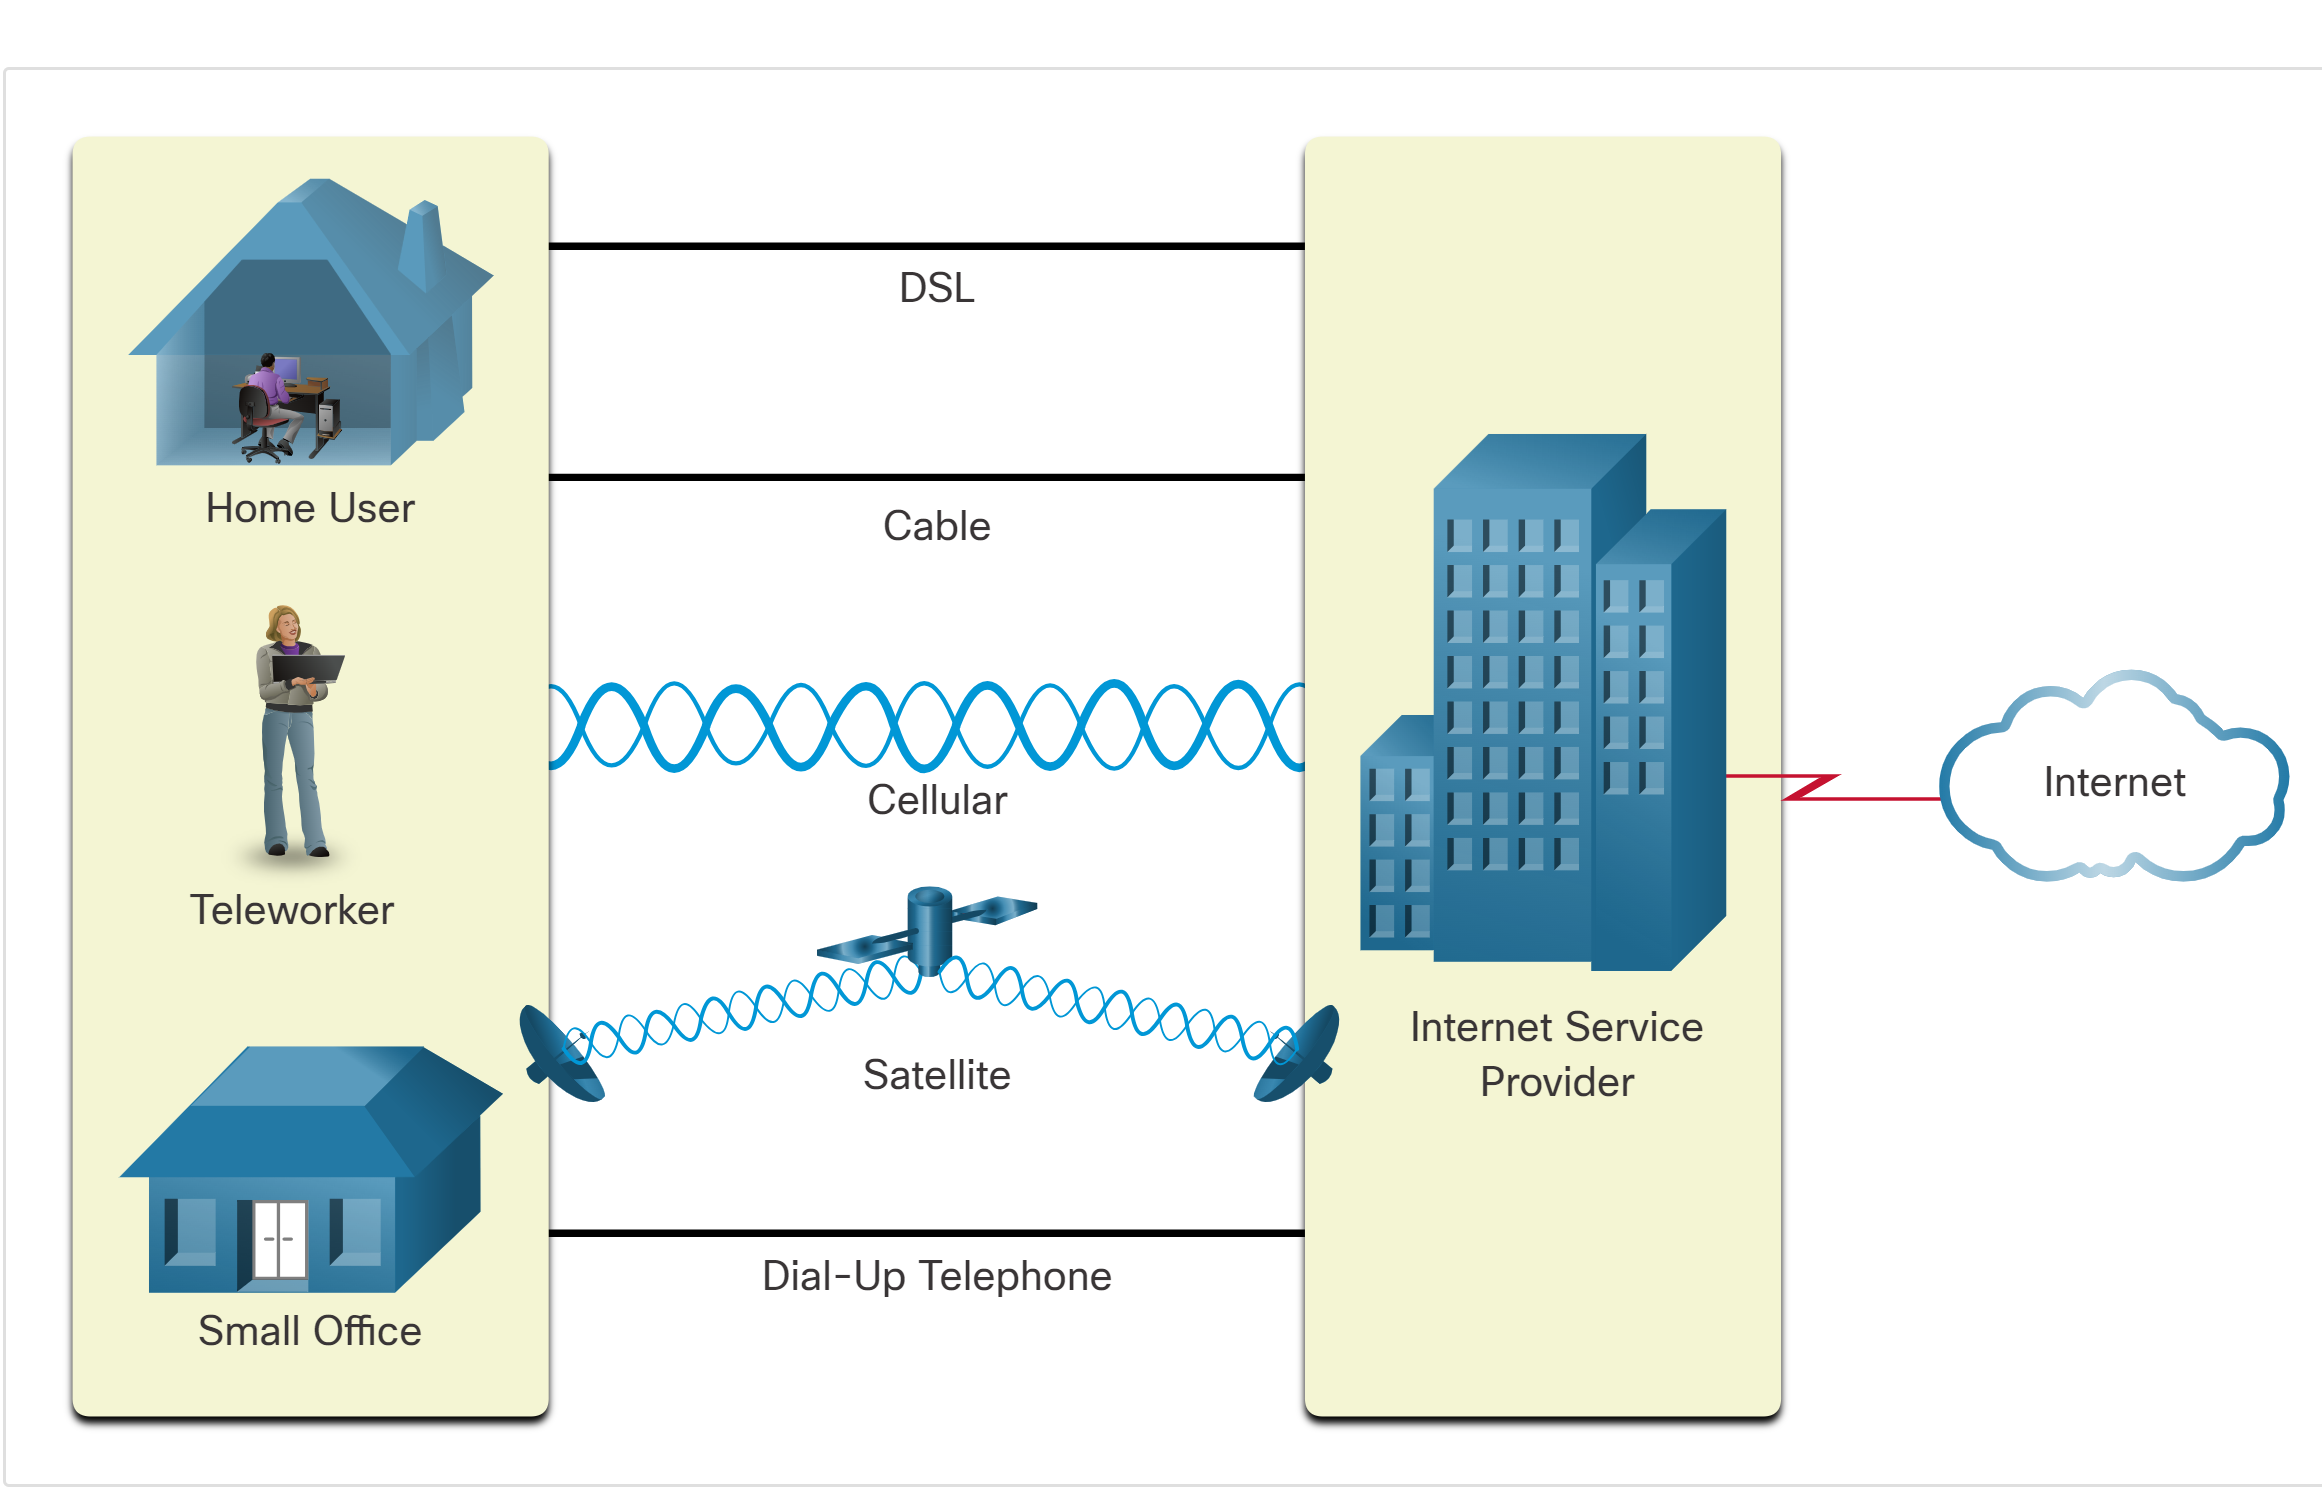 Home User
Teleworker
Small Office
DSL
Cable
Cellular
Satellite
Dial-Up Telephone
Internet Service
Provider
Internet